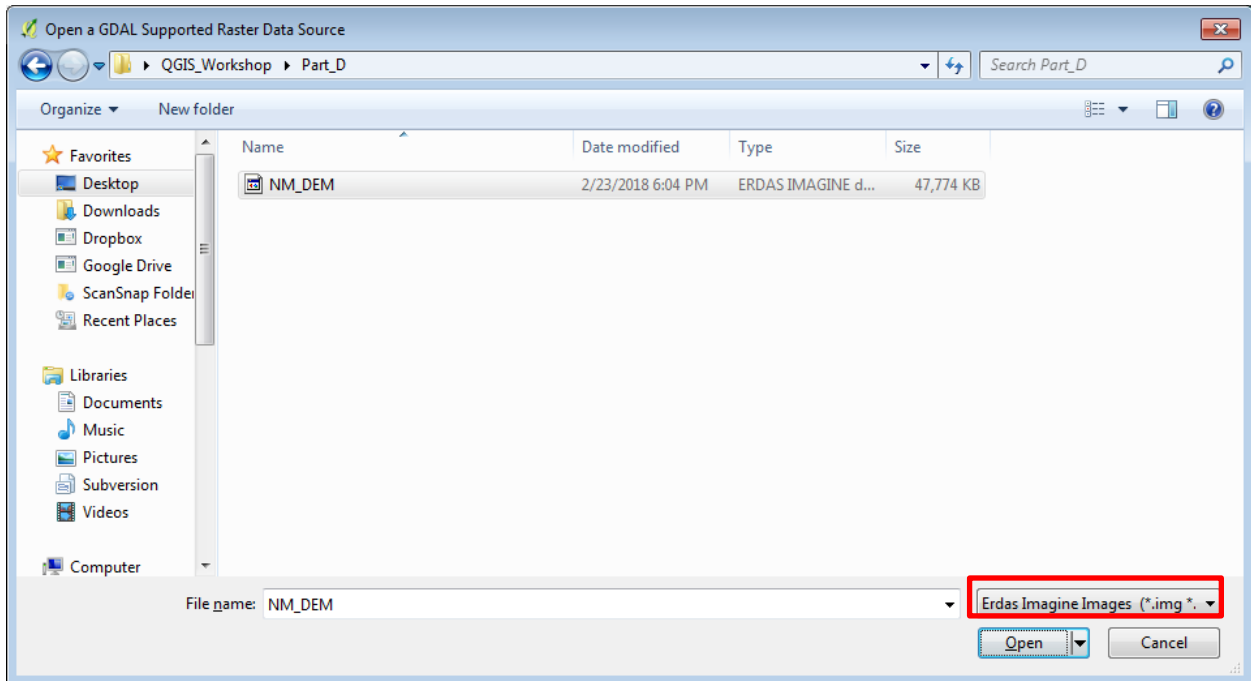 Open a GDAL Supported Raster Data Source
QGIS_Workshop Part_D Search Part_D
Organize New folder
Favorites
Desktop
Downloads
Dropbox
Google Drive
ScanSnap Folder
Recent Places
Libraries
Documents
Music
Pictures
Subversion
Videos
Computer
Name Date modified Type Size
NM_DEM 2/23/2018 6:04 PM ERDAS IMAGINE d... 47,774 KB
File name: NM_DEM Erdas Imagine Images (*.img *.
Open Cancel